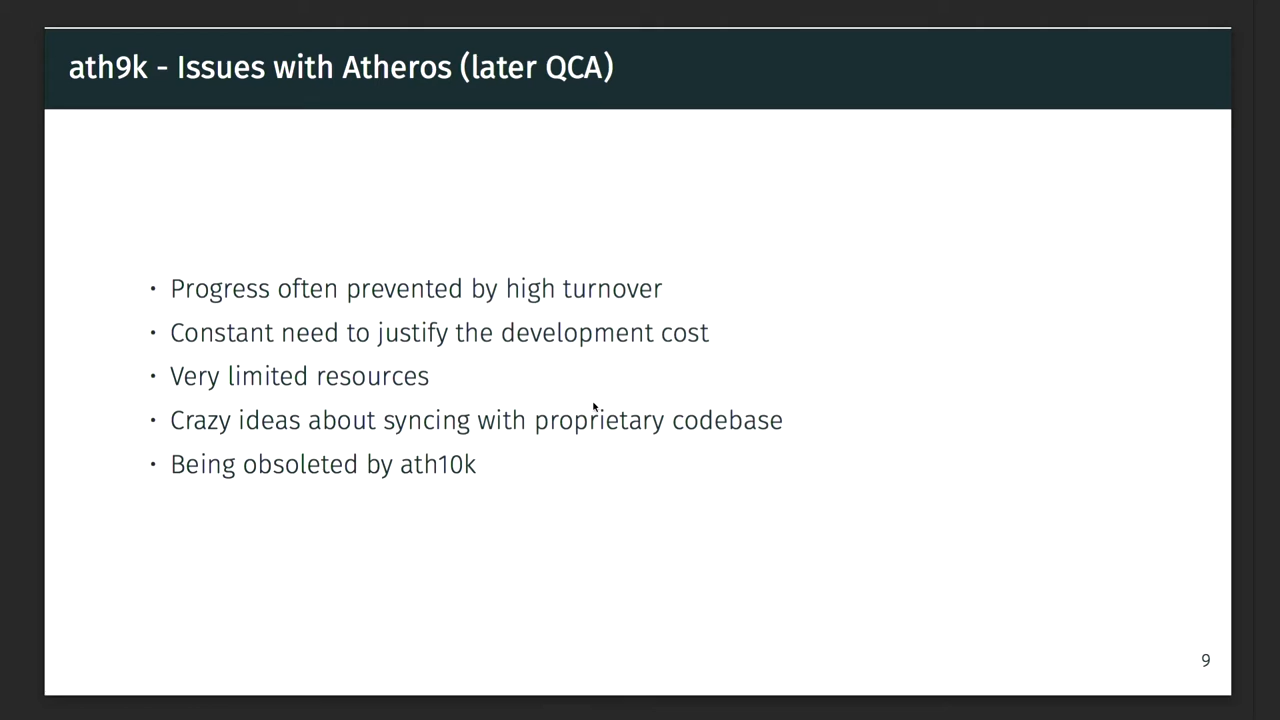 ath9k - Issues with Atheros (later QCA)
• Progress often prevented by high turnover
• Constant need to justify the development cost
• Very limited resources
• Crazy ideas about syncing with proprietary codebase
• Being obsoleted by ath10k
9